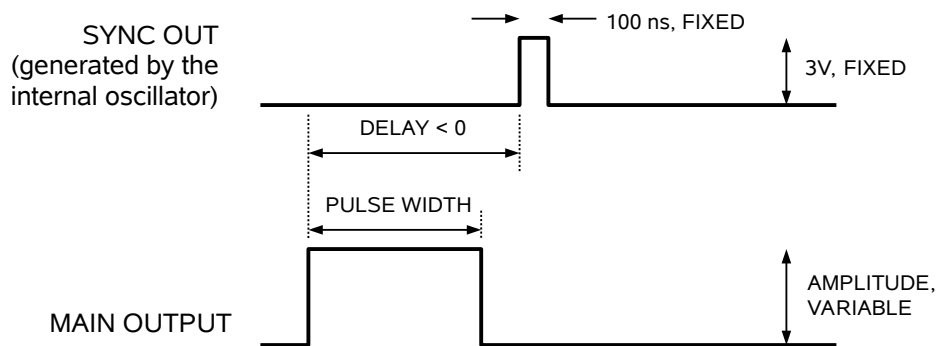 100 ns, FIXED
SYNC OUT
(generated by the
internal oscillator)
3V, FIXED
DELAY < 0
PULSE WIDTH
AMPLITUDE,
VARIABLE
MAIN OUTPUT